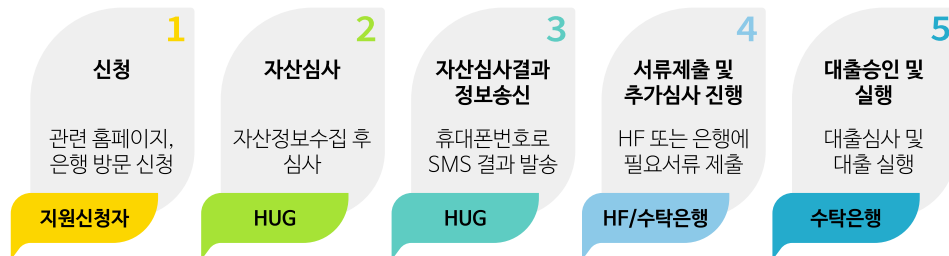 1
신청
관련 홈페이지,
은행 방문 신청
지원신청자
2
자산심사
자산정보수집 후
심사
HUG
3
자산심사결과
정보송신
휴대폰번호로
SMS 결과 발송
HUG
4
서류제출 및
추가심사 진행
HF 또는 은행에
필요서류 제출
HF/수탁은행
5
대출승인 및
실행
대출심사 및
대출 실행
수탁은행